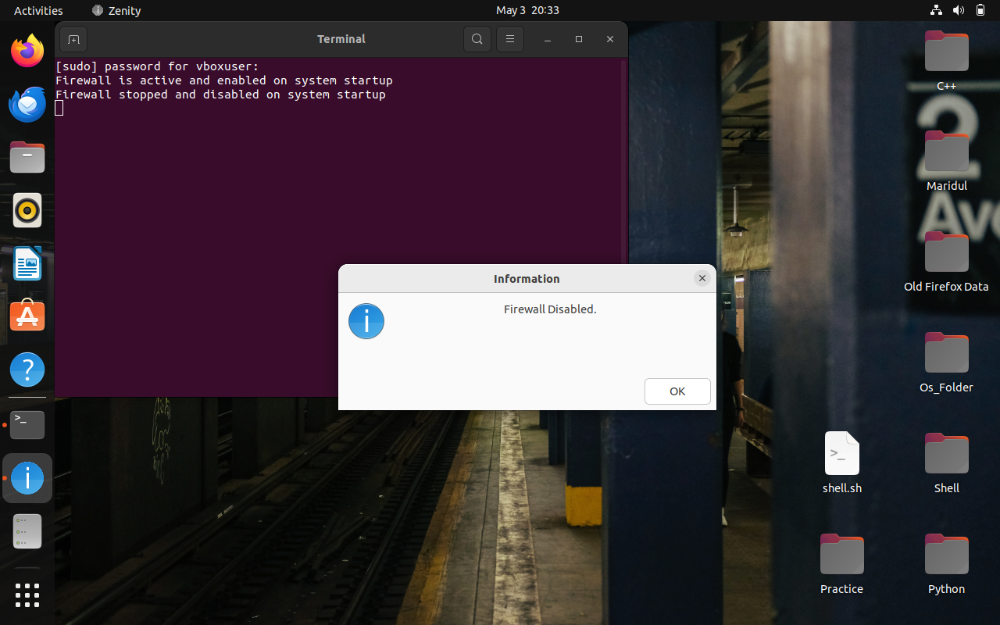 Activities
Zenity
May 3 20:33
Terminal
[sudo] password for vboxuser:
Firewall is active and enabled on system startup
Firewall stopped and disabled on system startup
Information
Firewall Disabled.
OK
C++
Maridul
Old Firefox Data
Os_Folder
shell.sh
Shell
Practice
Python
2
Ave